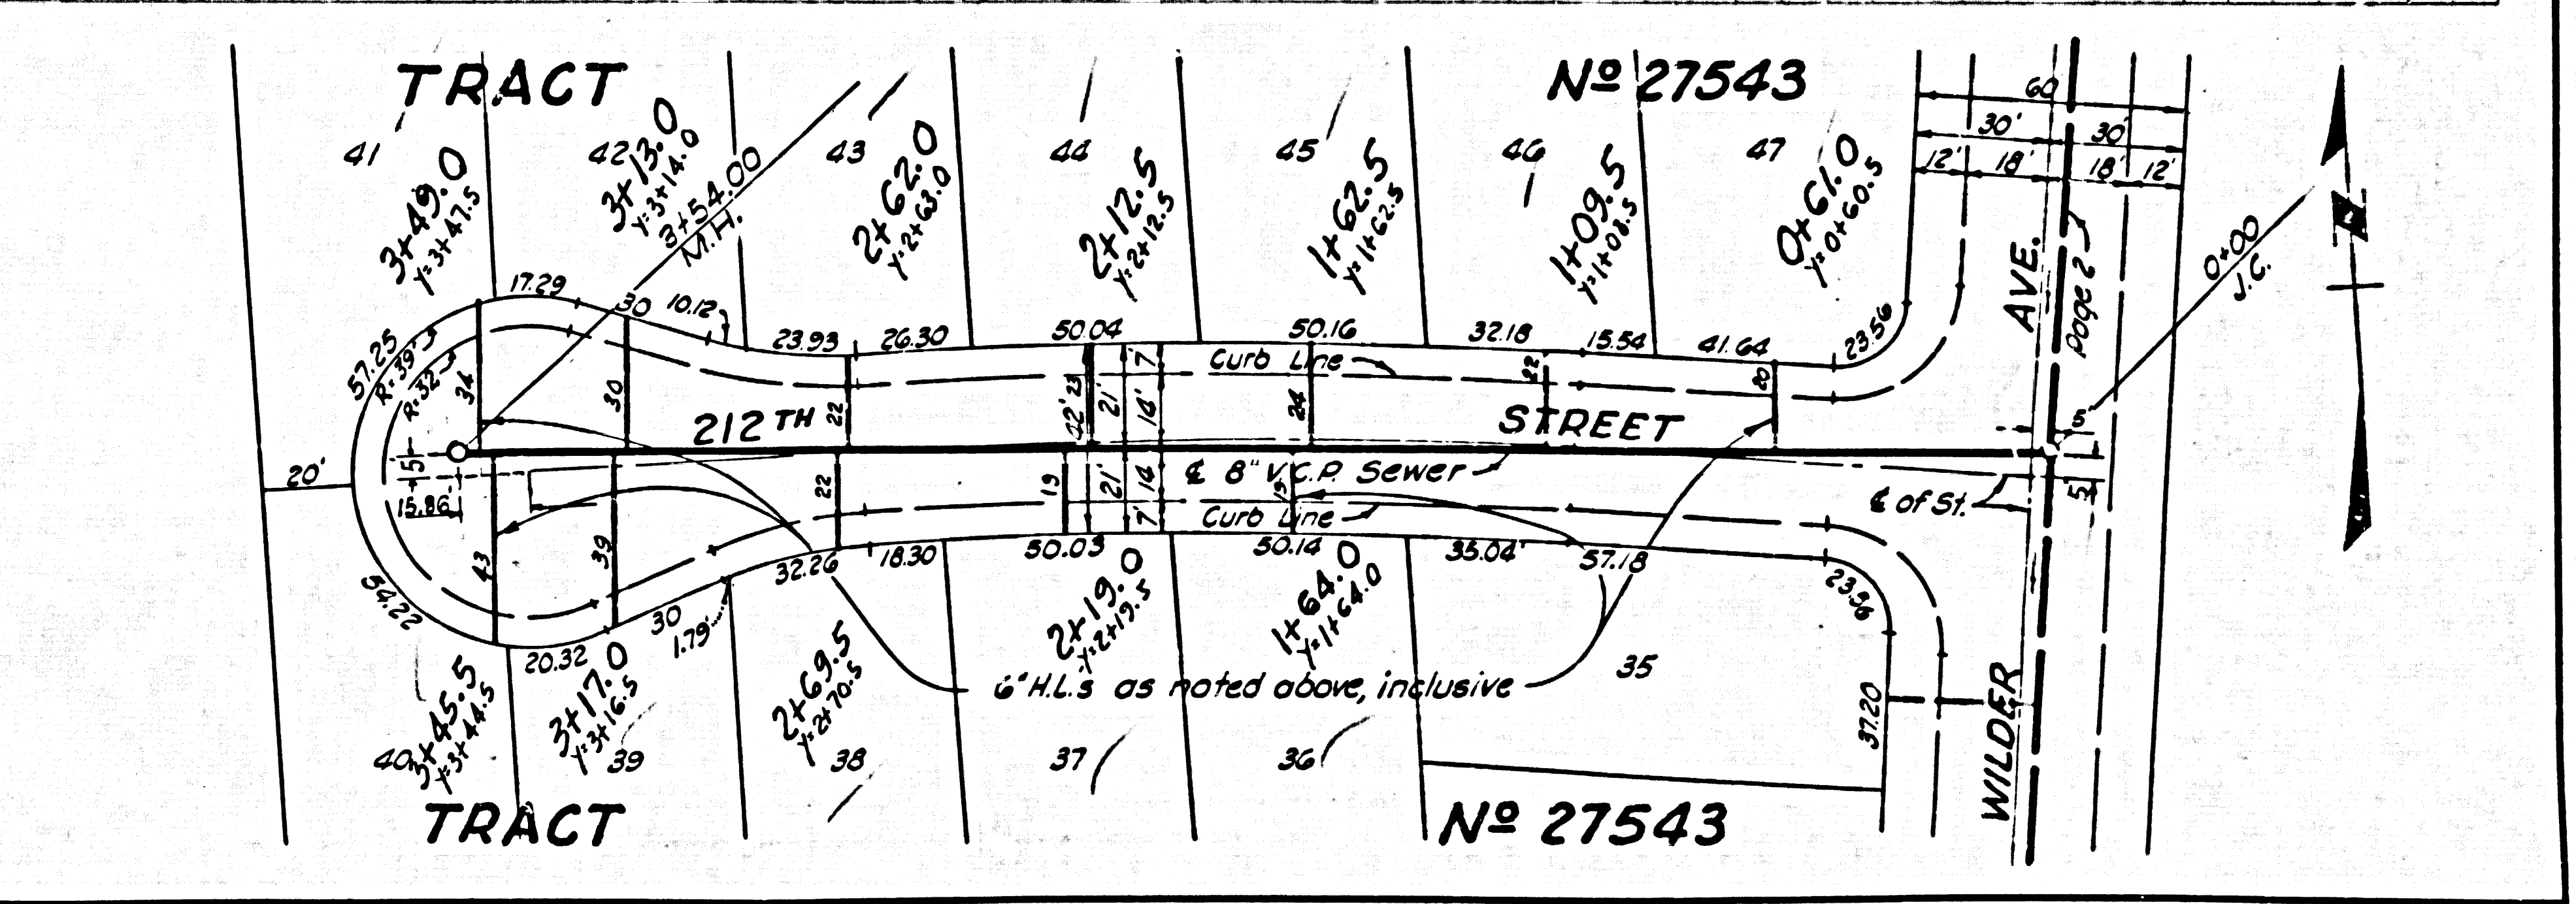 TRACT
Nº 27543
41
42
43
44
45
46
47
3+49.0
Y=3+47.5
3+13.0
Y=3+14.0
3+54.00
M.H.
2+62.0
Y=2+63.0
2+12.5
Y=2+12.5
1+62.5
Y=1+62.5
1+09.5
Y=1+08.5
0+61.0
Y=0+60.5
60
30'
30'
12'
18'
18'
12'
AVE.
Page 2
0+00
J.C.
N
17.29
30
10.12
23.93
26.30
50.04
50.16
32.18
15.54
41.64
23.56
57.25
R=39'
R=32'
34
30
22
23
22'
21'
14'
7'
24
22
20
Curb Line
212TH
STREET
5'
20'
5
15.86'
22
19
21'
14'
7'
19
₵ 8" V.C.P. Sewer
Curb Line
₵ of St.
5'
43
39
54.22
20.32
30
1.79'
32.26
18.30
50.03
50.14
35.04'
57.18
23.56
37.20
3+45.5
Y=3+44.5
3+17.0
Y=3+16.5
2+69.5
Y=2+70.5
2+19.0
Y=2+19.5
1+64.0
Y=1+64.0
6" H.L.s as noted above, inclusive
35
40
39
38
37
36
WILDER
TRACT
Nº 27543